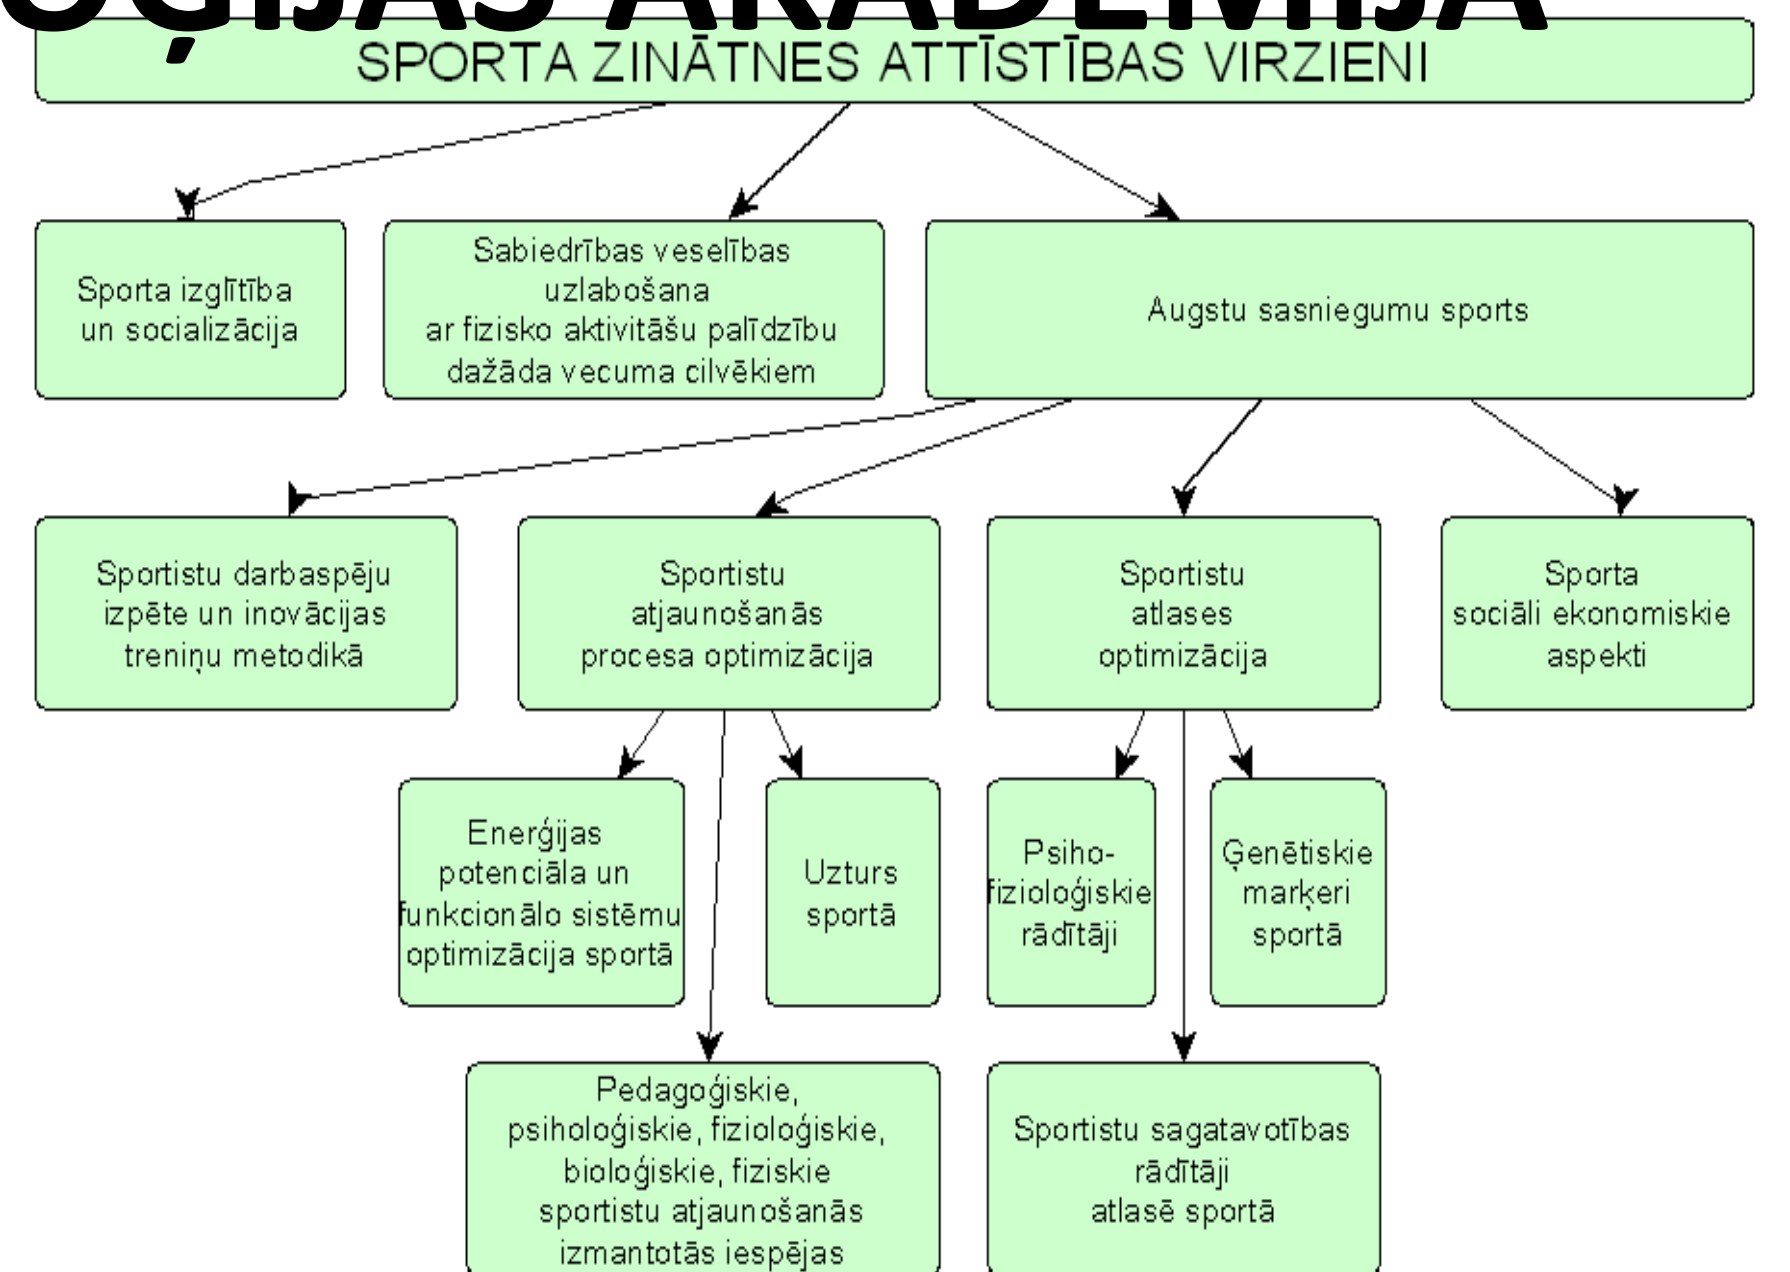 AKADĒMIJA
SPORTA ZINĀTNES ATTĪSTĪBAS VIRZIENI
Sporta izglītība
un socializācija
Sabiedrības veselības
uzlabošana
ar fizisko aktivitāšu palīdzību
dažāda vecuma cilvēkiem
Augstu sasniegumu sports
Sportistu darbaspēju
izpēte un inovācijas
treniņu metodikā
Sportistu
atjaunošanās
procesa optimizācija
Sportistu
atlases
optimizācija
Sporta
sociāli ekonomiskie
aspekti
Enerģijas
potenciāla un
funkcionālo sistēmu
optimizācija sportā
Uzturs
sportā
Psiho-
fizioloģiskie
rādītāji
Ģenētiskie
marķeri
sportā
Pedagoģiskie,
psiholoģiskie, fizioloģiskie,
bioloģiskie, fiziskie
sportistu atjaunošanās
izmantotās iespējas
Sportistu sagatavotības
rādītāji
atlasē sportā